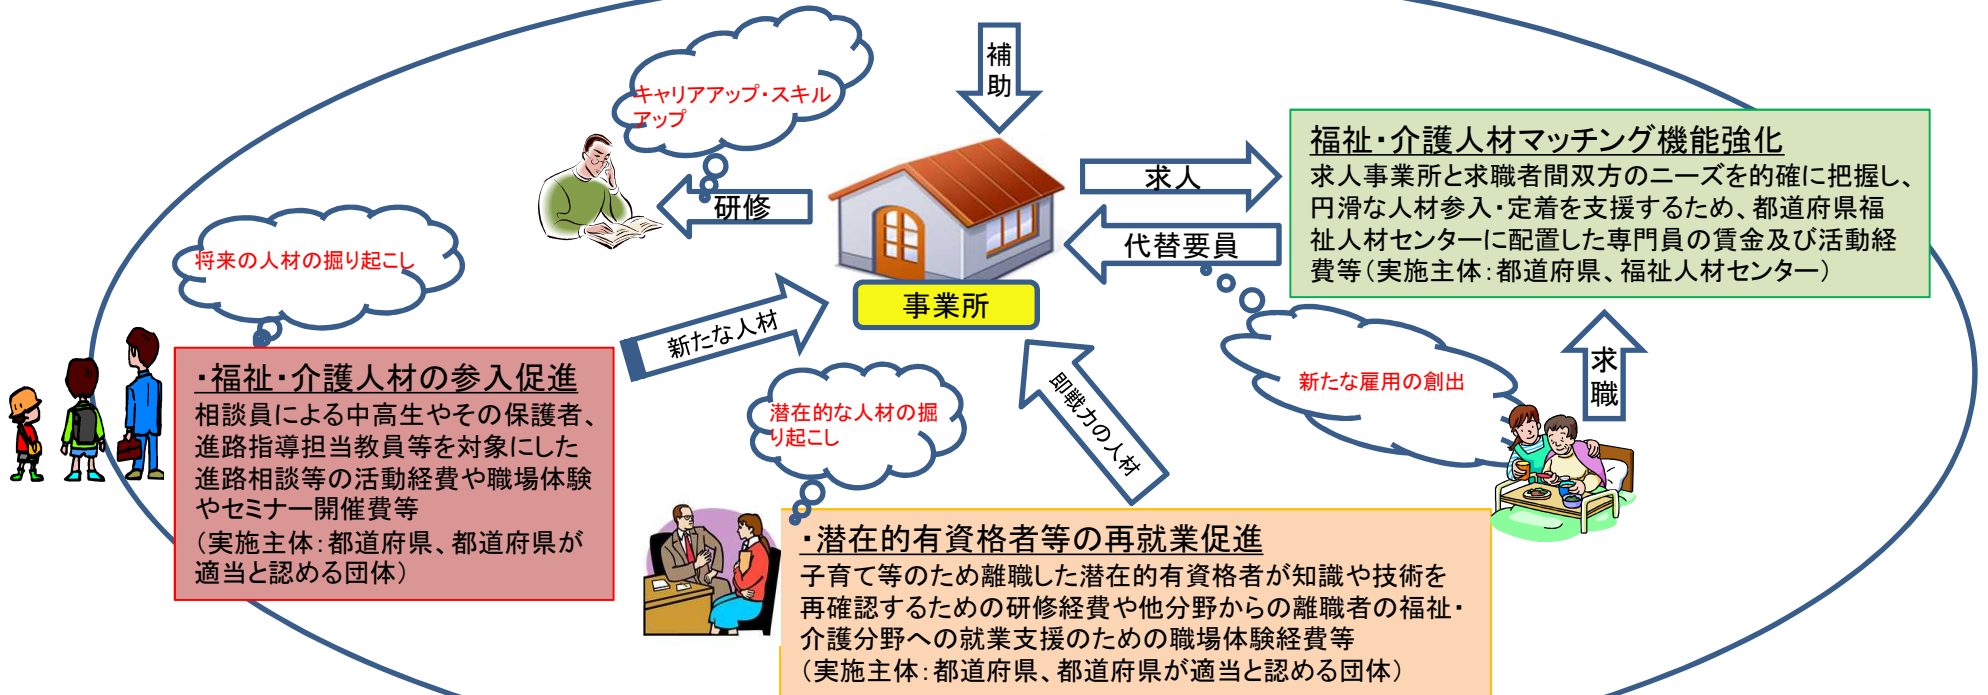 補
助
キャリアアップ・スキル
アップ
研修
求人
代替要員
事業所
福祉・介護人材マッチング機能強化
求人事業所と求職者間双方のニーズを的確に把握し、
円滑な人材参入・定着を支援するため、都道府県福
祉人材センターに配置した専門員の賃金及び活動経
費等（実施主体：都道府県、福祉人材センター）
将来の人材の掘り起こし
新たな人材
・福祉・介護人材の参入促進
相談員による中高生やその保護者、
進路指導担当教員等を対象にした
進路相談等の活動経費や職場体験
やセミナー開催費等
（実施主体：都道府県、都道府県が
適当と認める団体）
潜在的な人材の掘
り起こし
即戦力の人材
新たな雇用の創出
求
職
・潜在的有資格者等の再就業促進
子育て等のため離職した潜在的有資格者が知識や技術を
再確認するための研修経費や他分野からの離職者の福祉・
介護分野への就業支援のための職場体験経費等
（実施主体：都道府県、都道府県が適当と認める団体）